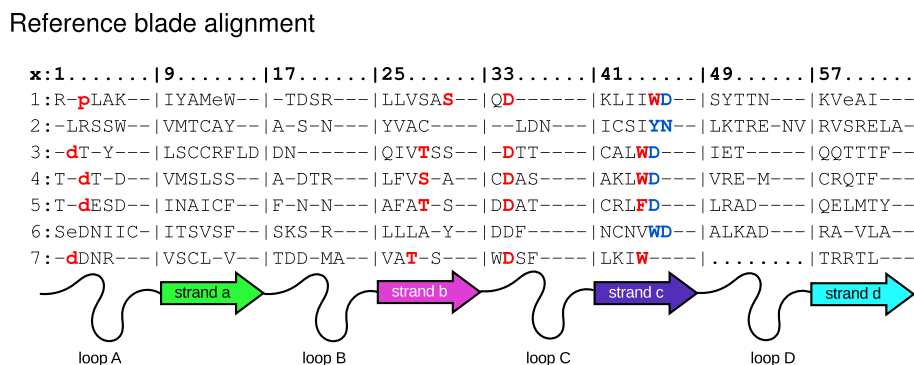 Reference blade alignment
x:1.......|9.......|17......|25......|33......|41......|49......|57......
1:R-pLAK--|IYAMeW--|-TDSR---|LLVSAS--|QD------|KLIIWD--|SYTTN---|KVeAI---
2:-LRSSW--|VMTCAY--|A-S-N---|YVAC----|--LDN---|ICSIYN--|LKTRE-NV|RVSRELA-
3:-dT-Y---|LSCCRFLD|DN------|QIVTSS--|-DTT----|CALWD---|IET-----|QQTTTF--
4:T-dT-D--|VMSLSS--|A-DTR---|LFVS-A--|CDAS----|AKLWD---|VRE-M---|CRQTF---
5:T-dESD--|INAICF--|F-N-N---|AFAT-S--|-DDAT---|CRLFD---|LRAD----|QELMTY--
6:SeDNIIC-|ITSVSF--|SKS-R---|LLLA-Y--|DDF-----|NCNVWD--|ALKAD---|RA-VLA--
7:-dDNR---|VSCL-V--|TDD-MA--|VAT-S---|WDSF----|LKIW----|........|TRRTL---
strand a strand b strand c strand d
loop A loop B loop C loop D